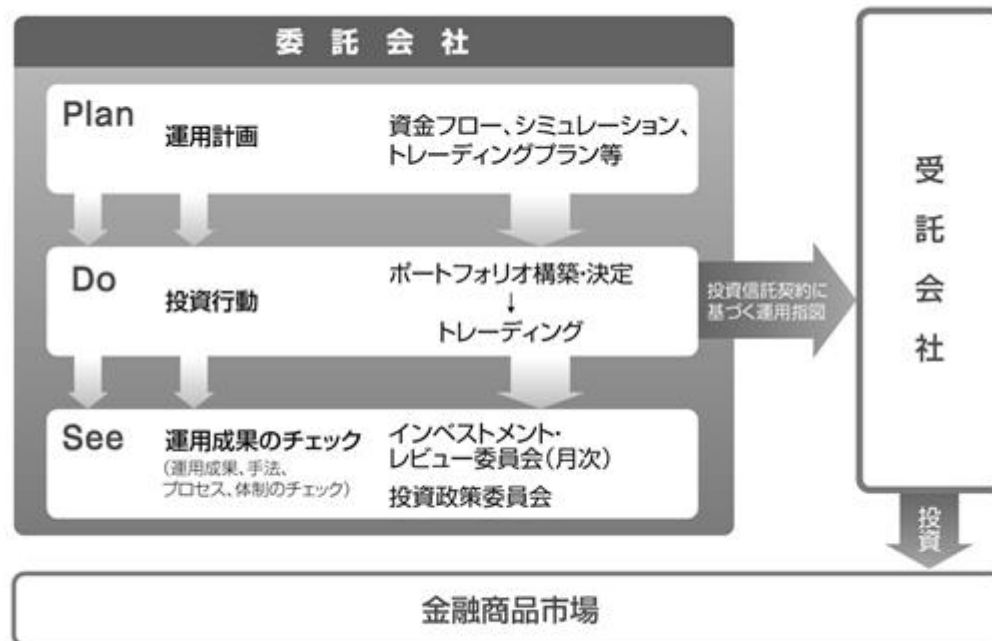 委託会社
Plan
運用計画
資金フロー、シミュレーション、
トレーディングプラン等
Do
投資行動
ポートフォリオ構築・決定
↓
トレーディング
See
運用成果のチェック
(運用成果、手法、
プロセス、体制のチェック)
インベストメント・
レビュー委員会(月次)
投資政策委員会
投資信託契約に
基づく運用指図
受託会社
投資
金融商品市場